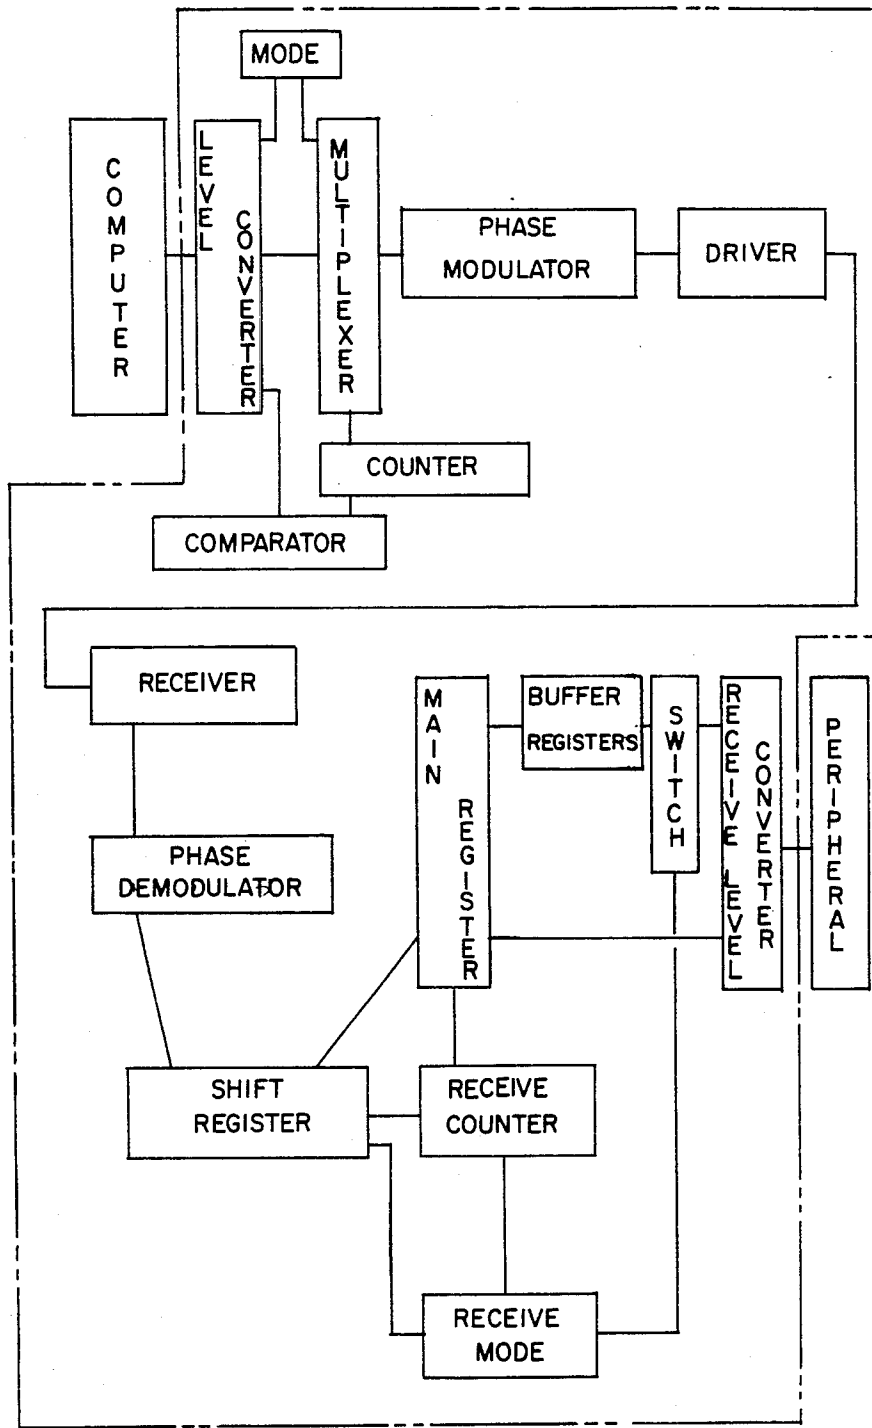 MODE
COMPUTER
LEVEL
CONVERTER
MULTIPLEXER
PHASE
MODULATOR
DRIVER
COUNTER
COMPARATOR
RECEIVER
PHASE
DEMODULATOR
MAIN
REGISTER
BUFFER
REGISTERS
SWITCH
RECEIVE LEVEL
CONVERTER
PERIPHERAL
SHIFT
REGISTER
RECEIVE
COUNTER
RECEIVE
MODE